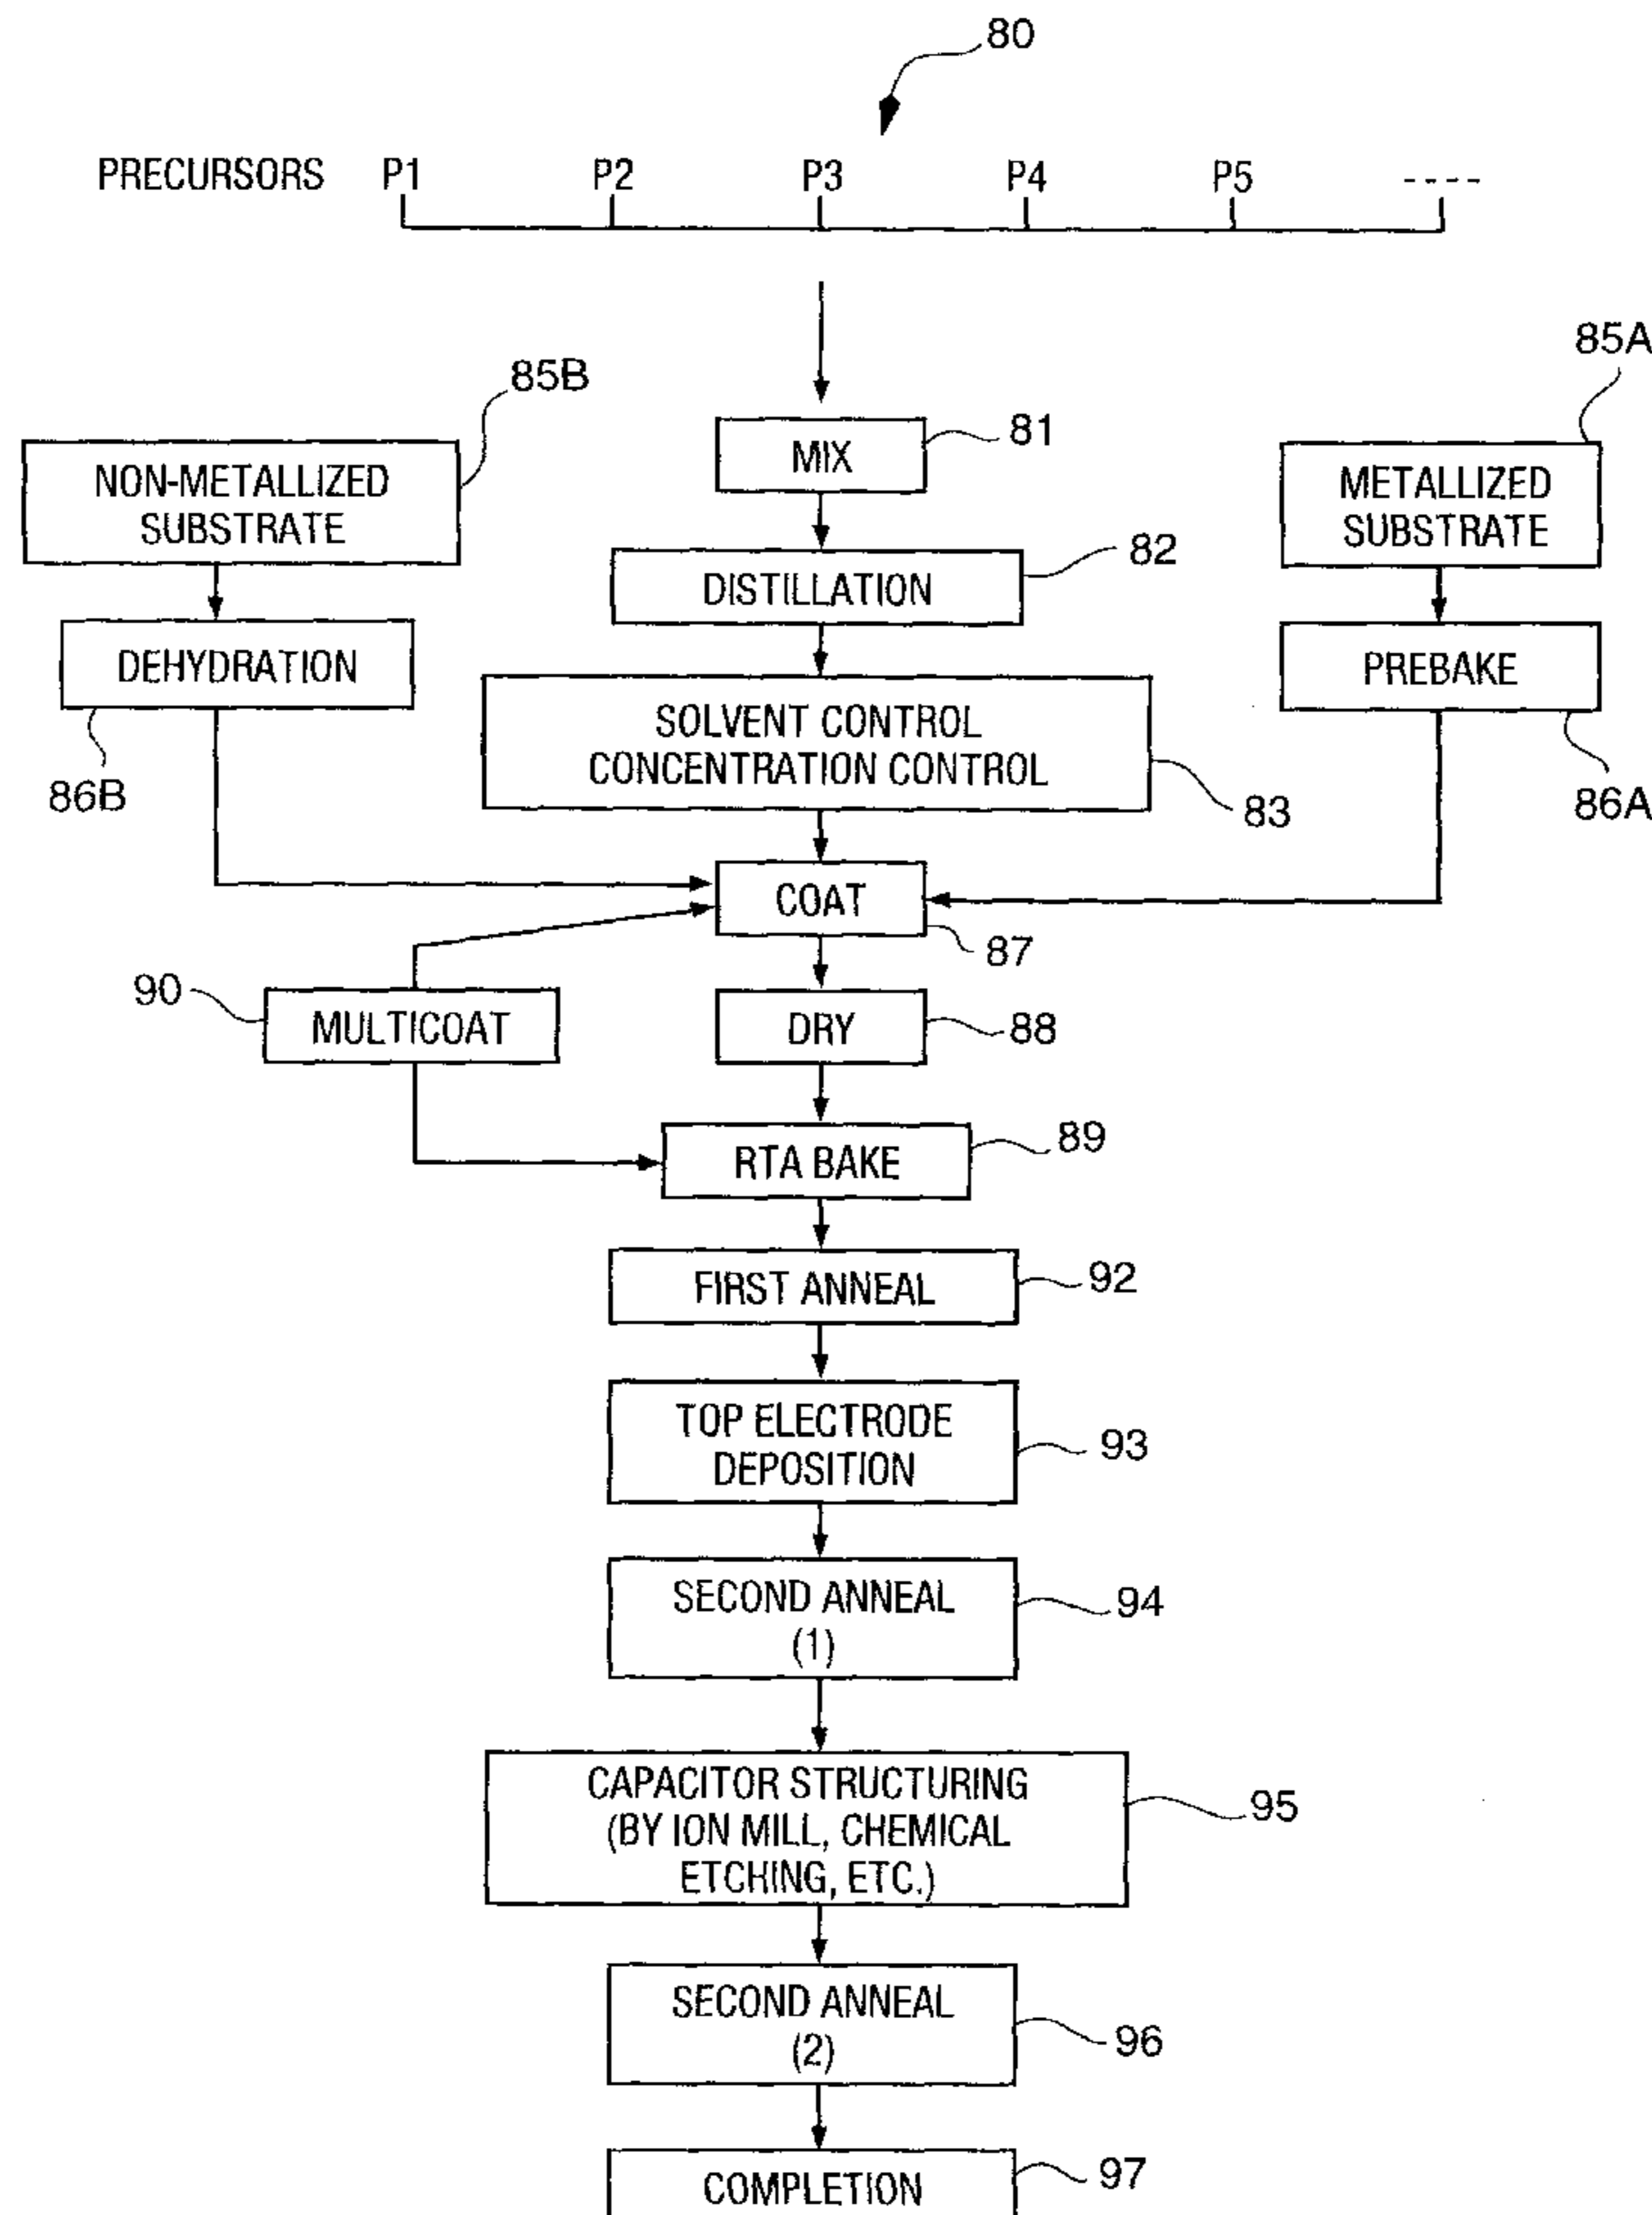 80
PRECURSORS P1 P2 P3 P4 P5 ----
85A
85B
MIX
81
NON-METALLIZED
SUBSTRATE
METALLIZED
SUBSTRATE
DISTILLATION
82
DEHYDRATION
PREBAKE
SOLVENT CONTROL
CONCENTRATION CONTROL
86B
83
86A
COAT
87
90
MULTICOAT
DRY
88
RTA BAKE
89
FIRST ANNEAL
92
TOP ELECTRODE
DEPOSITION
93
SECOND ANNEAL
(1)
94
CAPACITOR STRUCTURING
(BY ION MILL, CHEMICAL
ETCHING, ETC.)
95
SECOND ANNEAL
(2)
96
COMPLETION
97